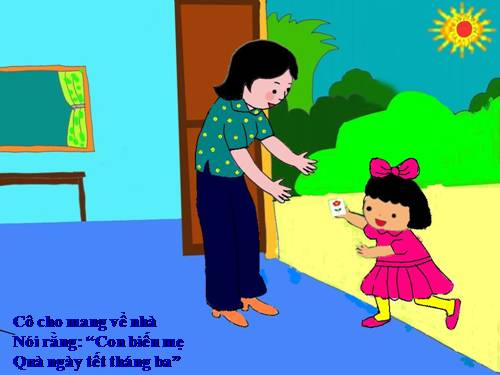 Cô cho mang về nhà
Nói rằng: “Con biếu mẹ
Quà ngày tết tháng ba”